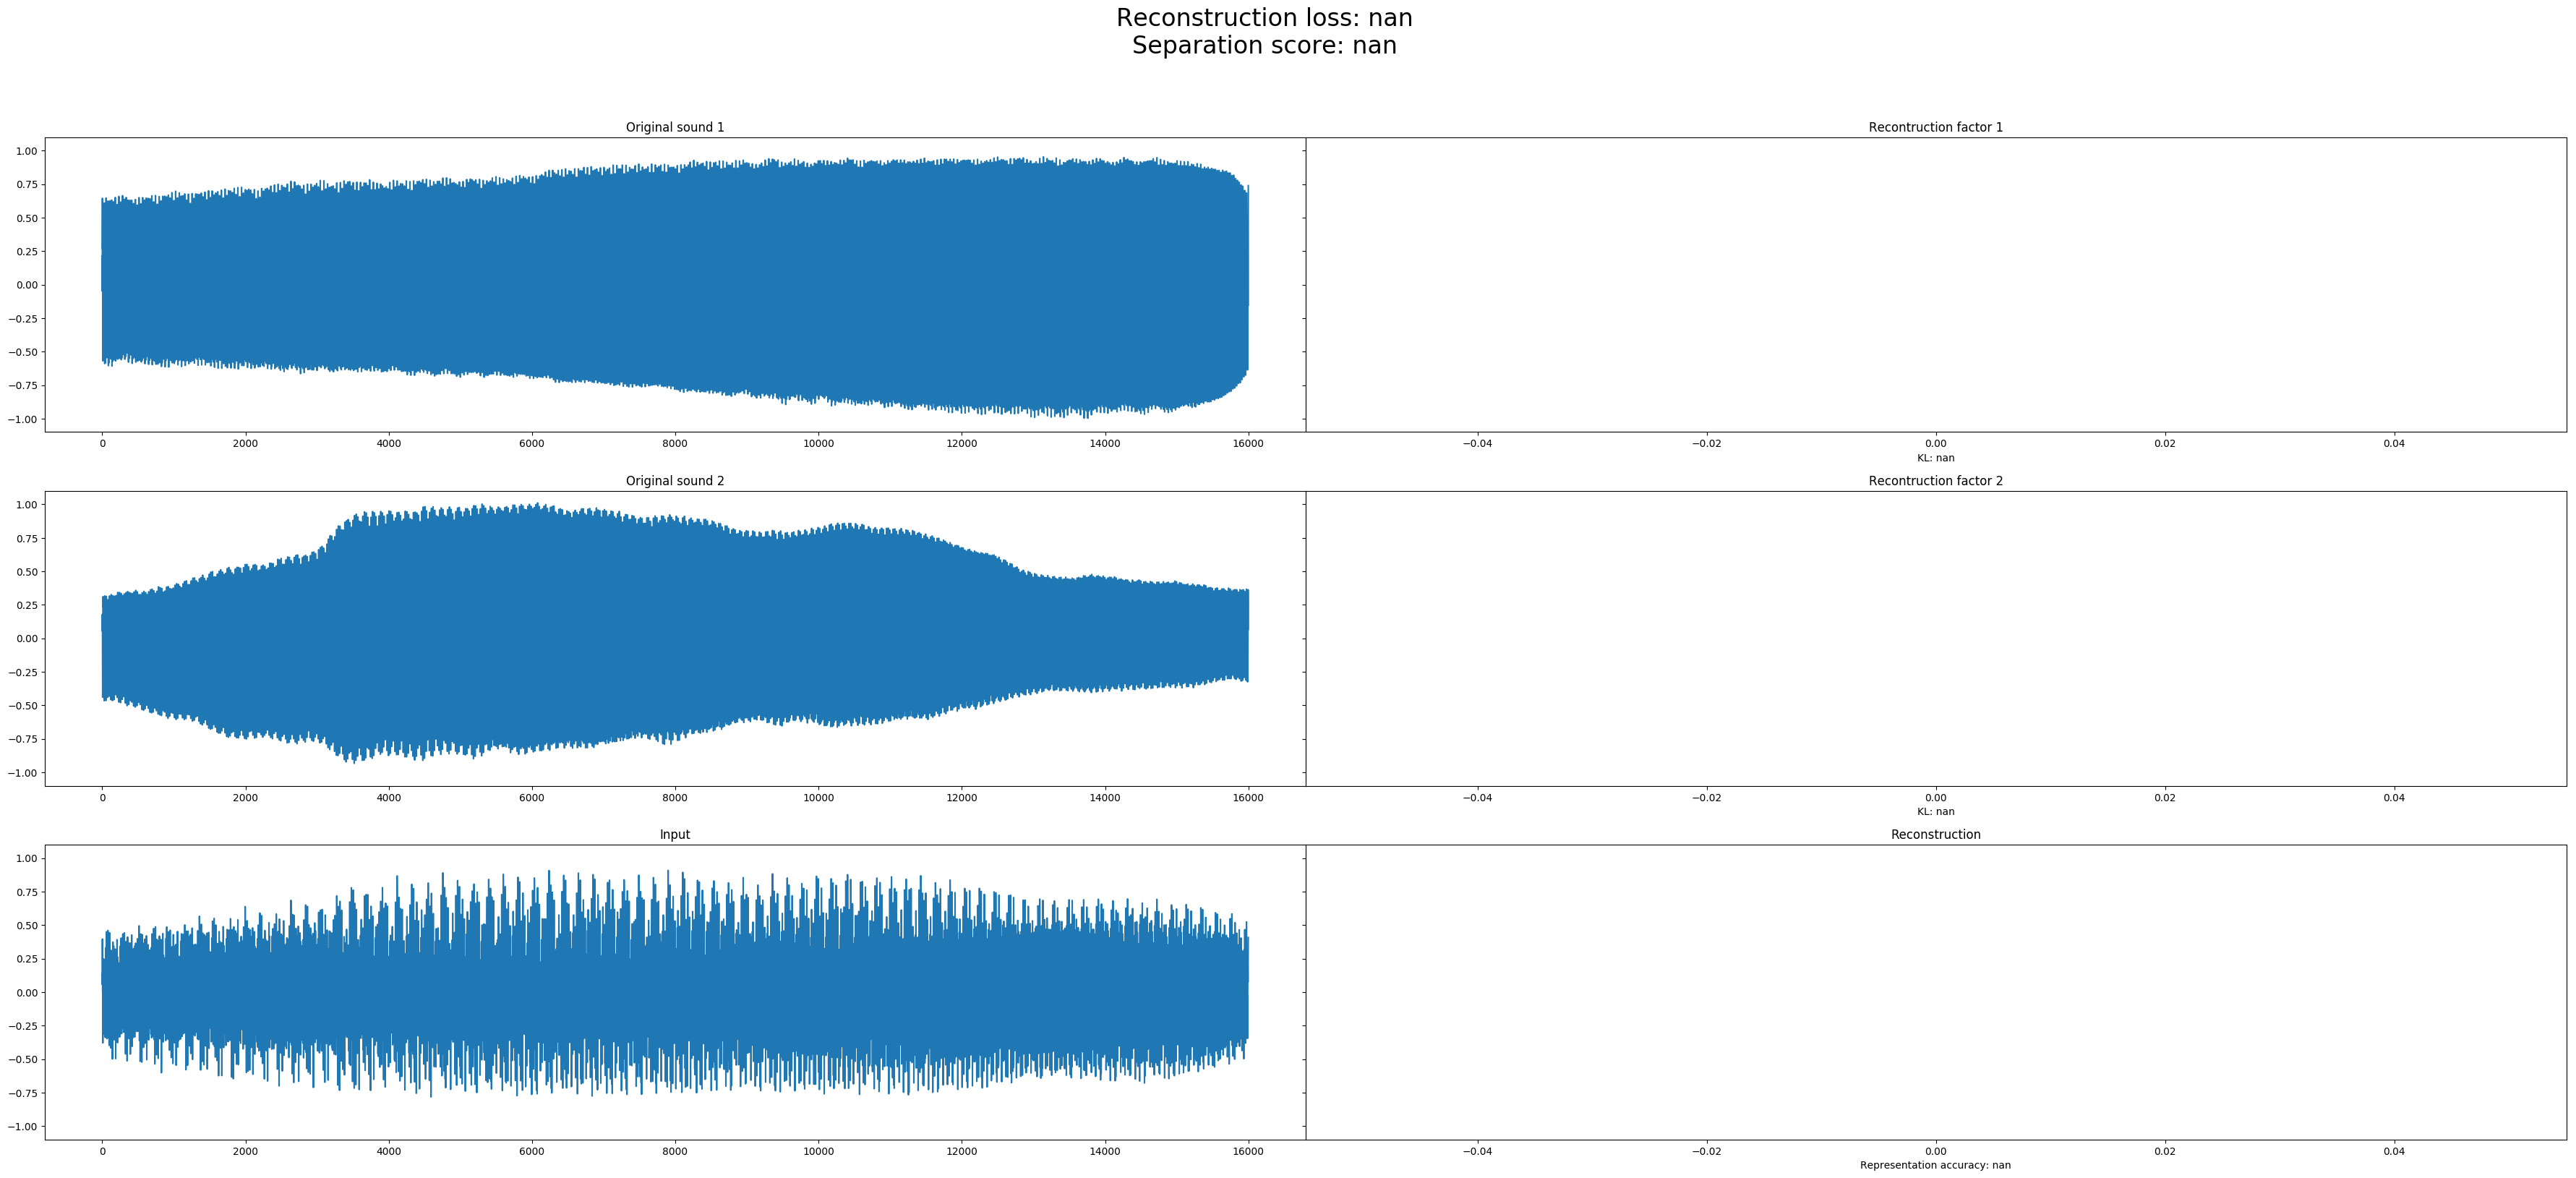 Reconstruction loss: nan
Separation score: nan
Original sound 1
Recontruction factor 1
1.00
0.75
0.50
0.25
0.00
−0.25
−0.50
−0.75
−1.00
0 2000 4000 6000 8000 10000 12000 14000 16000
−0.04 −0.02 0.00 0.02 0.04
KL: nan
Original sound 2
Recontruction factor 2
1.00
0.75
0.50
0.25
0.00
−0.25
−0.50
−0.75
−1.00
0 2000 4000 6000 8000 10000 12000 14000 16000
−0.04 −0.02 0.00 0.02 0.04
KL: nan
Input
Reconstruction
1.00
0.75
0.50
0.25
0.00
−0.25
−0.50
−0.75
−1.00
0 2000 4000 6000 8000 10000 12000 14000 16000
−0.04 −0.02 0.00 0.02 0.04
Representation accuracy: nan